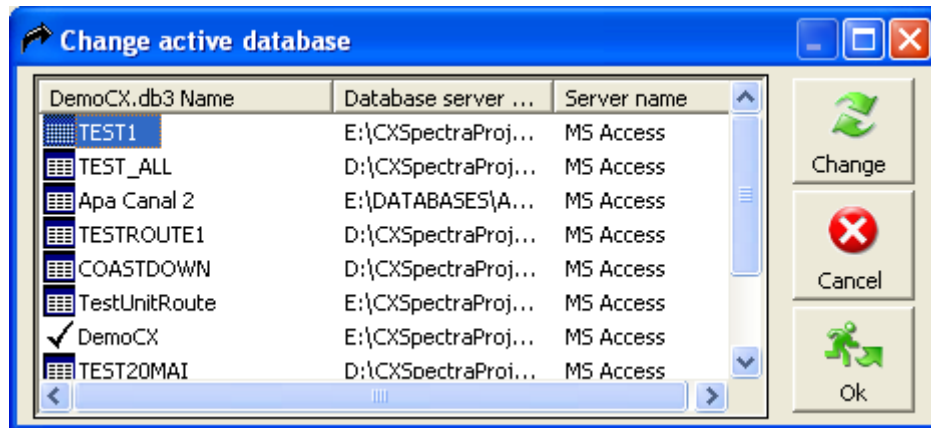 Change active database
DemoCX.db3 Name Database server ... Server name
TEST1 E:\CXSpectraProj... MS Access
TEST_ALL D:\CXSpectraProj... MS Access
Apa Canal 2 E:\DATABASES\A... MS Access
TESTROUTE1 D:\CXSpectraProj... MS Access
COASTDOWN D:\CXSpectraProj... MS Access
TestUnitRoute E:\CXSpectraProj... MS Access
DemoCX E:\CXSpectraProj... MS Access
TEST20MAI D:\CXSpectraProj... MS Access
Change
Cancel
Ok